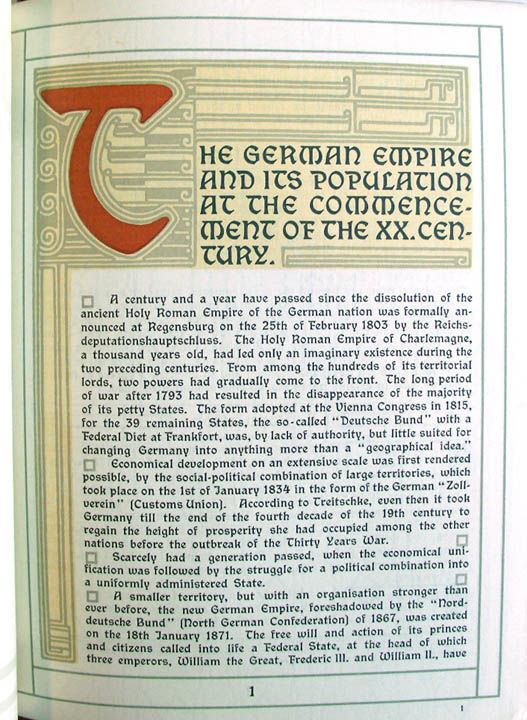 THE GERMAN EMPIRE
AND ITS POPULATION
AT THE COMMENCE-
MENT OF THE XX. CEN-
TURY.
A century and a year have passed since the dissolution of the
ancient Holy Roman Empire of the German nation was formally an-
nounced at Regensburg on the 25th of February 1803 by the Reichs-
deputationshauptschluss. The Holy Roman Empire of Charlemagne,
a thousand years old, had led only an imaginary existence during the
two preceding centuries. From among the hundreds of its territorial
lords, two powers had gradually come to the front. The long period
of war after 1793 had resulted in the disappearance of the majority
of its petty States. The form adopted at the Vienna Congress in 1815,
for the 39 remaining States, the so-called "Deutsche Bund" with a
Federal Diet at Frankfort, was, by lack of authority, but little suited for
changing Germany into anything more than a "geographical idea."
Economical development on an extensive scale was first rendered
possible, by the social-political combination of large territories, which
took place on the 1st of January 1834 in the form of the German "Zoll-
verein" (Customs Union). According to Treitschke, even then it took
Germany till the end of the fourth decade of the 19th century to
regain the height of prosperity she had occupied among the other
nations before the outbreak of the Thirty Years War.
Scarcely had a generation passed, when the economical uni-
fication was followed by the struggle for a political combination into
a uniformly administered State.
A smaller territory, but with an organisation stronger than
ever before, the new German Empire, foreshadowed by the "Nord-
deutsche Bund" (North German Confederation) of 1867, was created
on the 18th January 1871. The free will and action of its princes
and citizens called into life a Federal State, at the head of which
three emperors, William the Great, Frederic III. and William II., have
1
1